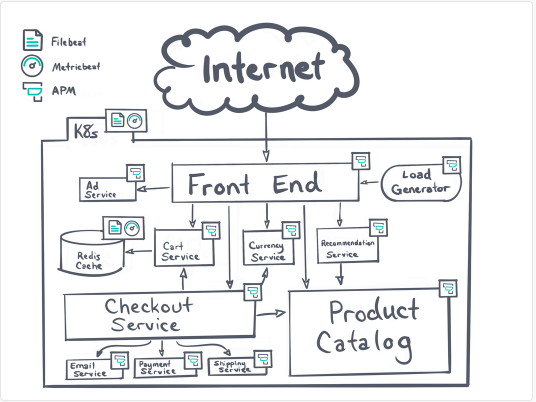 Filebeat
Metricbeat
APM
Internet
K8s
Ad
Service
Front End
Load
Generator
Redis
Cache
Cart
Service
Currency
Service
Recommendation
Service
Checkout
Service
Product
Catalog
Email
Service
Payment
Service
Shipping
Service